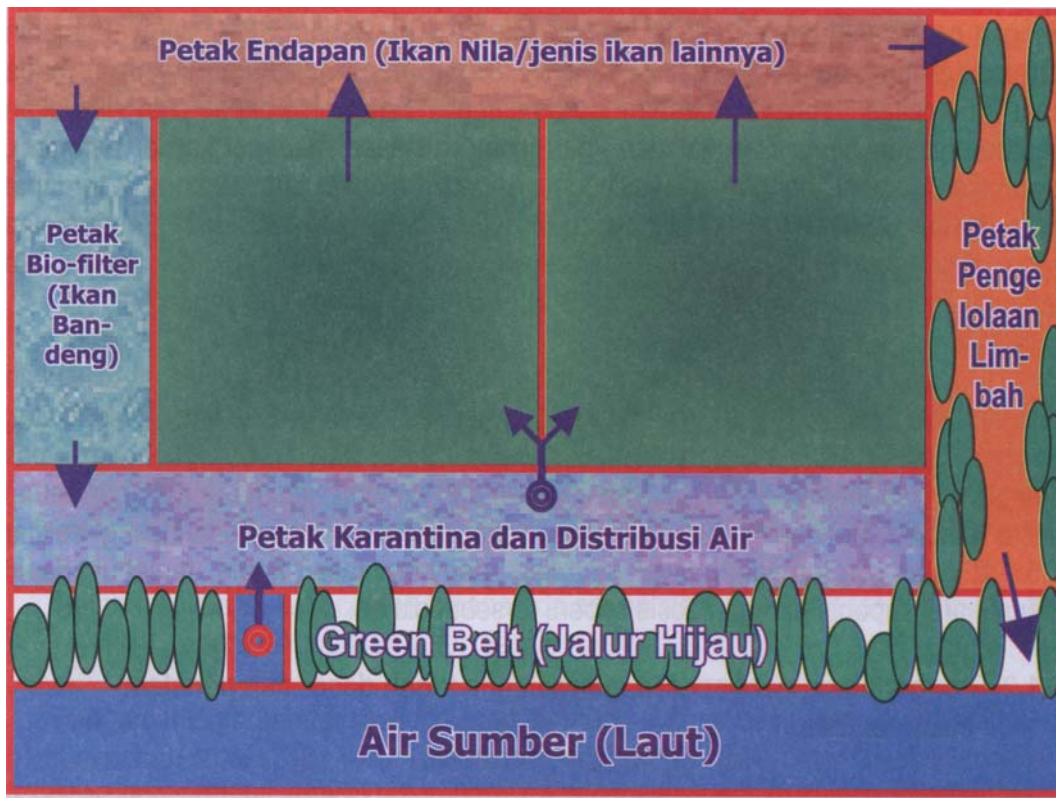 Petak Endapan (Ikan Nila/jenis ikan lainnya)
Petak
Bio-filter
(Ikan
Ban-
deng)
Petak
Penge
lolaan
Lim-
bah
Petak Karantina dan Distribusi Air
Green Belt (Jalur Hijau)
Air Sumber (Laut)